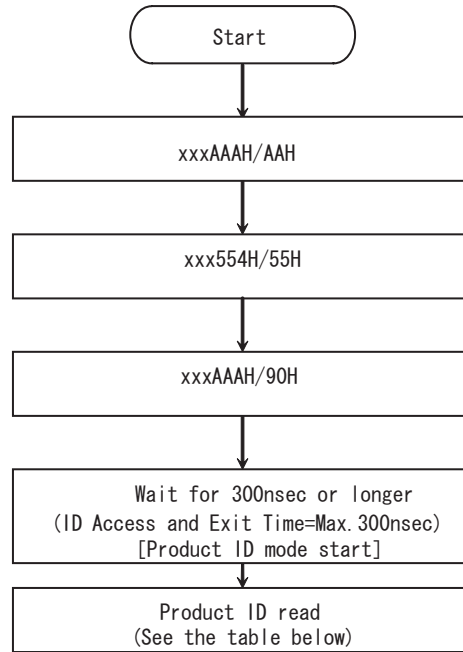 Start
xxxAAAH/AAH
xxx554H/55H
xxxAAAH/90H
Wait for 300nsec or longer
(ID Access and Exit Time=Max.300nsec)
[Product ID mode start]
Product ID read
(See the table below)